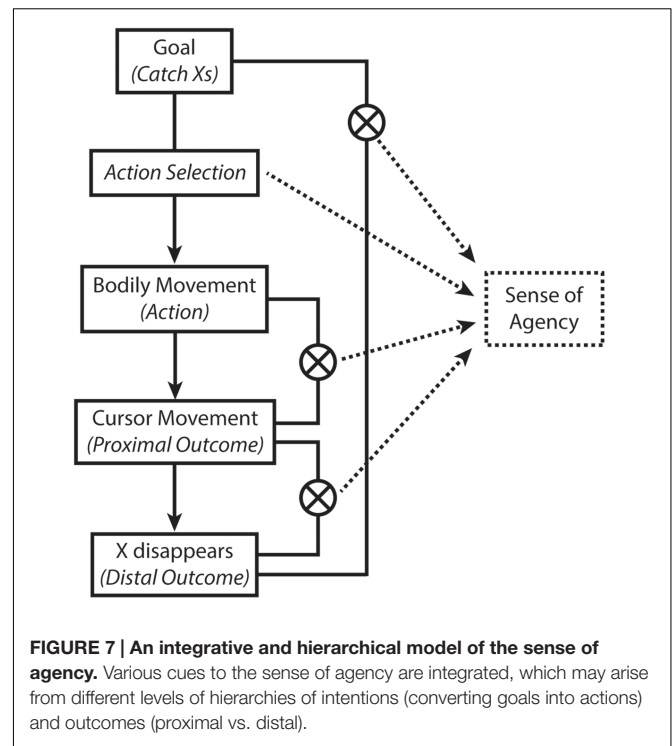 Goal
(Catch Xs)
Action Selection
Bodily Movement
(Action)
Sense of
Agency
Cursor Movement
(Proximal Outcome)
X disappears
(Distal Outcome)
FIGURE 7 | An integrative and hierarchical model of the sense of
agency. Various cues to the sense of agency are integrated, which may arise
from different levels of hierarchies of intentions (converting goals into actions)
and outcomes (proximal vs. distal).